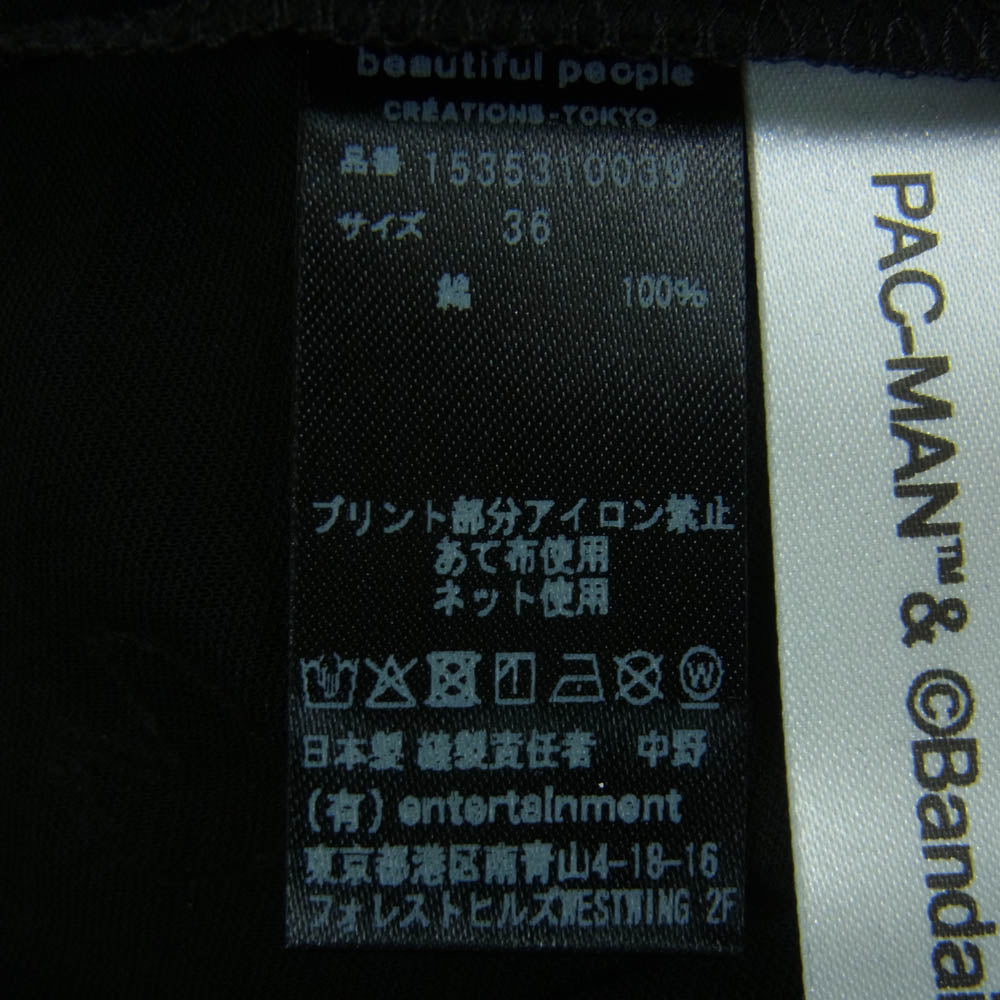 beautiful people
CRÉATIONS-TOKYO
品番 1535310039
サイズ 36
綿 100%
プリント部分アイロン禁止
あて布使用
ネット使用
W
日本製 縫製責任者 中野
(有) entertainment
東京都港区南青山4-18-16
フォレストヒルズWESTWING 2F
PAC-MAN™& ©Bandai